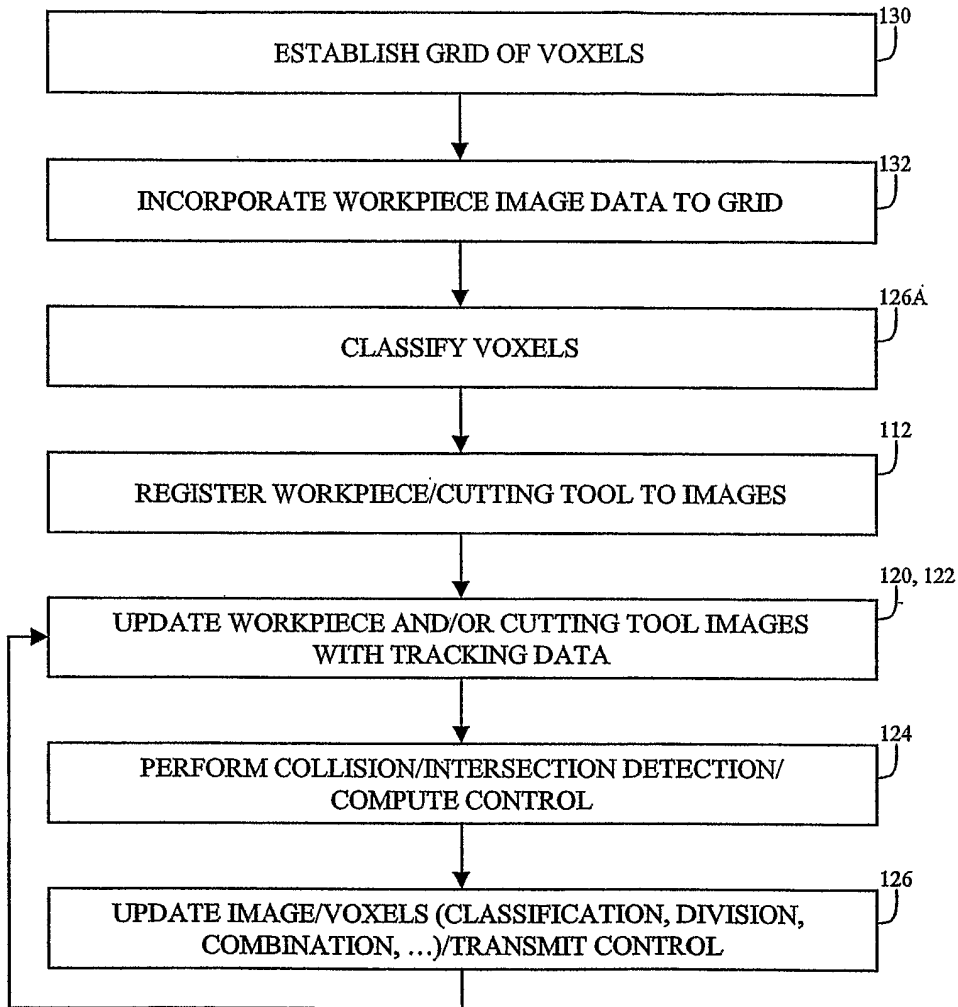 130
ESTABLISH GRID OF VOXELS
132
INCORPORATE WORKPIECE IMAGE DATA TO GRID
126A
CLASSIFY VOXELS
112
REGISTER WORKPIECE/CUTTING TOOL TO IMAGES
120, 122
UPDATE WORKPIECE AND/OR CUTTING TOOL IMAGES
WITH TRACKING DATA
124
PERFORM COLLISION/INTERSECTION DETECTION/
COMPUTE CONTROL
126
UPDATE IMAGE/VOXELS (CLASSIFICATION, DIVISION,
COMBINATION, ...)/TRANSMIT CONTROL